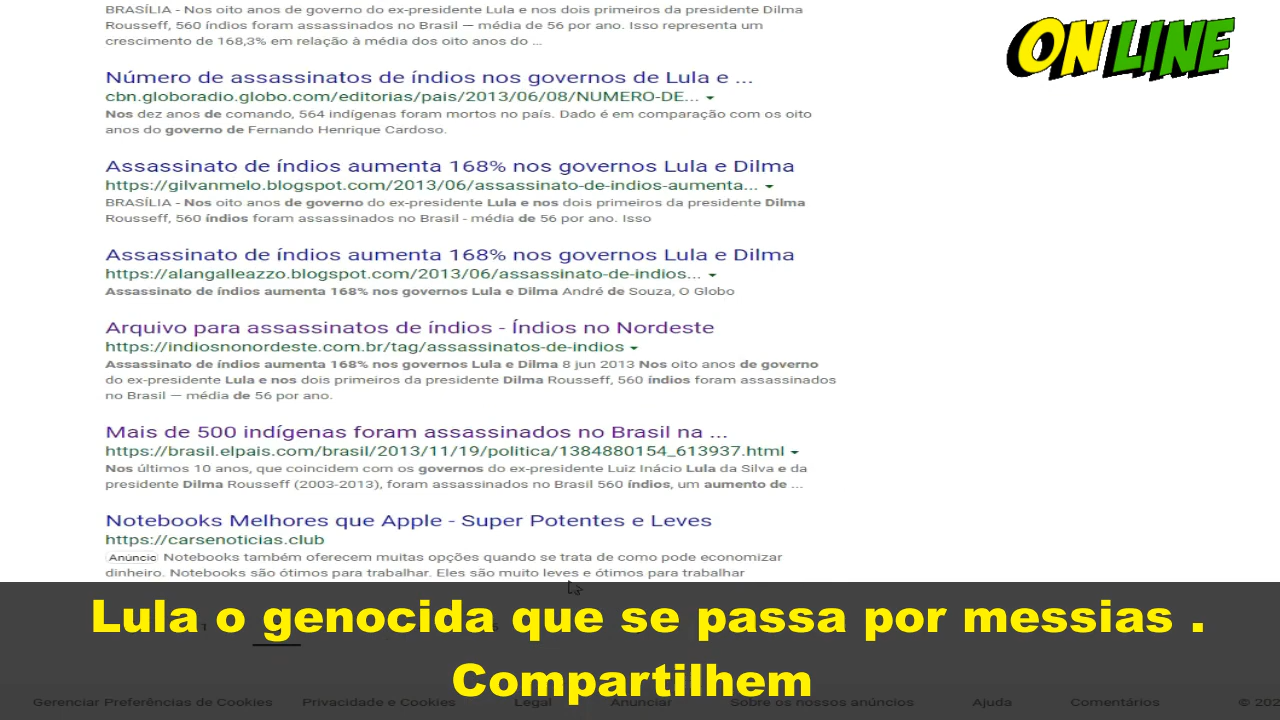 BRASÍLIA - Nos oito anos de governo do ex-presidente Lula e nos dois primeiros da presidente Dilma
Rousseff, 560 índios foram assassinados no Brasil — média de 56 por ano. Isso representa um
crescimento de 168,3% em relação à média dos oito anos do ...
ON LINE
Número de assassinatos de índios nos governos de Lula e ...
cbn.globoradio.globo.com/editorias/pais/2013/06/08/NUMERO-DE...
Nos dez anos de comando, 564 indígenas foram mortos no país. Dado é em comparação com os oito
anos do governo de Fernando Henrique Cardoso.
Assassinato de índios aumenta 168% nos governos Lula e Dilma
https://gilvanmelo.blogspot.com/2013/06/assassinato-de-indios-aumenta...
BRASÍLIA - Nos oito anos de governo do ex-presidente Lula e nos dois primeiros da presidente Dilma
Rousseff, 560 índios foram assassinados no Brasil - média de 56 por ano. Isso
Assassinato de índios aumenta 168% nos governos Lula e Dilma
https://alangalleazzo.blogspot.com/2013/06/assassinato-de-indios...
Assassinato de índios aumenta 168% nos governos Lula e Dilma André de Souza, O Globo
Arquivo para assassinatos de índios - Índios no Nordeste
https://indiosnonordeste.com.br/tag/assassinatos-de-indios
Assassinato de índios aumenta 168% nos governos Lula e Dilma 8 jun 2013 Nos oito anos de governo
do ex-presidente Lula e nos dois primeiros da presidente Dilma Rousseff, 560 índios foram assassinados
no Brasil — média de 56 por ano.
Mais de 500 indígenas foram assassinados no Brasil na ...
https://brasil.elpais.com/brasil/2013/11/19/politica/1384880154_613937.html
Nos últimos 10 anos, que coincidem com os governos do ex-presidente Luiz Inácio Lula da Silva e da
presidente Dilma Rousseff (2003-2013), foram assassinados no Brasil 560 índios, um aumento de ...
Notebooks Melhores que Apple - Super Potentes e Leves
https://carsenoticias.club
Anúncio Notebooks também oferecem muitas opções quando se trata de como pode economizar
dinheiro. Notebooks são ótimos para trabalhar. Eles são muito leves e ótimos para trabalhar
Lula o genocida que se passa por messias .
Compartilhem
Gerenciar Preferências de Cookies Privacidade e Cookies Legal Anunciar Sobre os nossos anúncios Ajuda Comentários ©